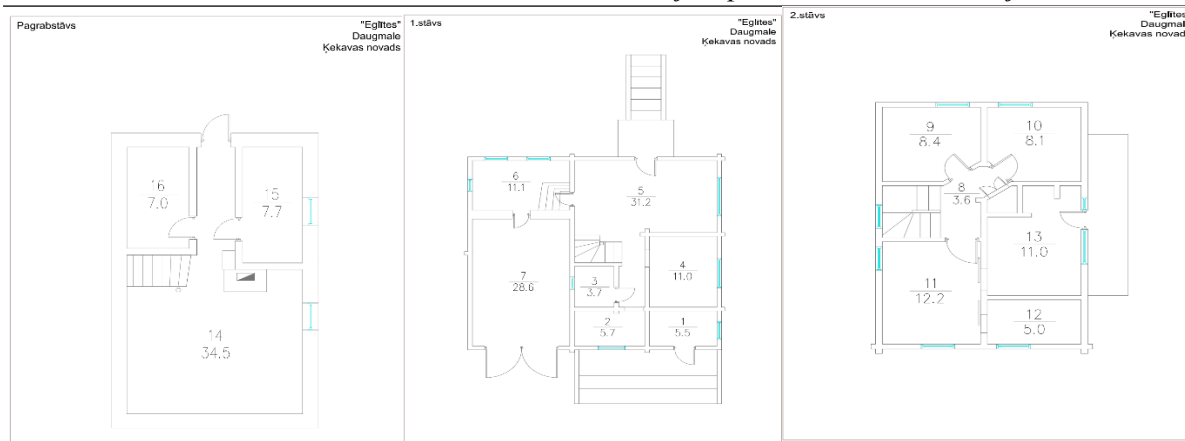 Pagrabstāvs
"Eglītes"
Daugmale
Ķekavas novads
16
7.0
15
7.7
14
34.5
1.stāvs
"Eglītes"
Daugmale
Ķekavas novads
6
11.1
5
31.2
7
28.6
4
11.0
3
3.7
2
5.7
1
5.5
2.stāvs
"Eglītes
Daugmal
Ķekavas novad
9
8.4
10
8.1
8
3.6
13
11.0
11
12.2
12
5.0